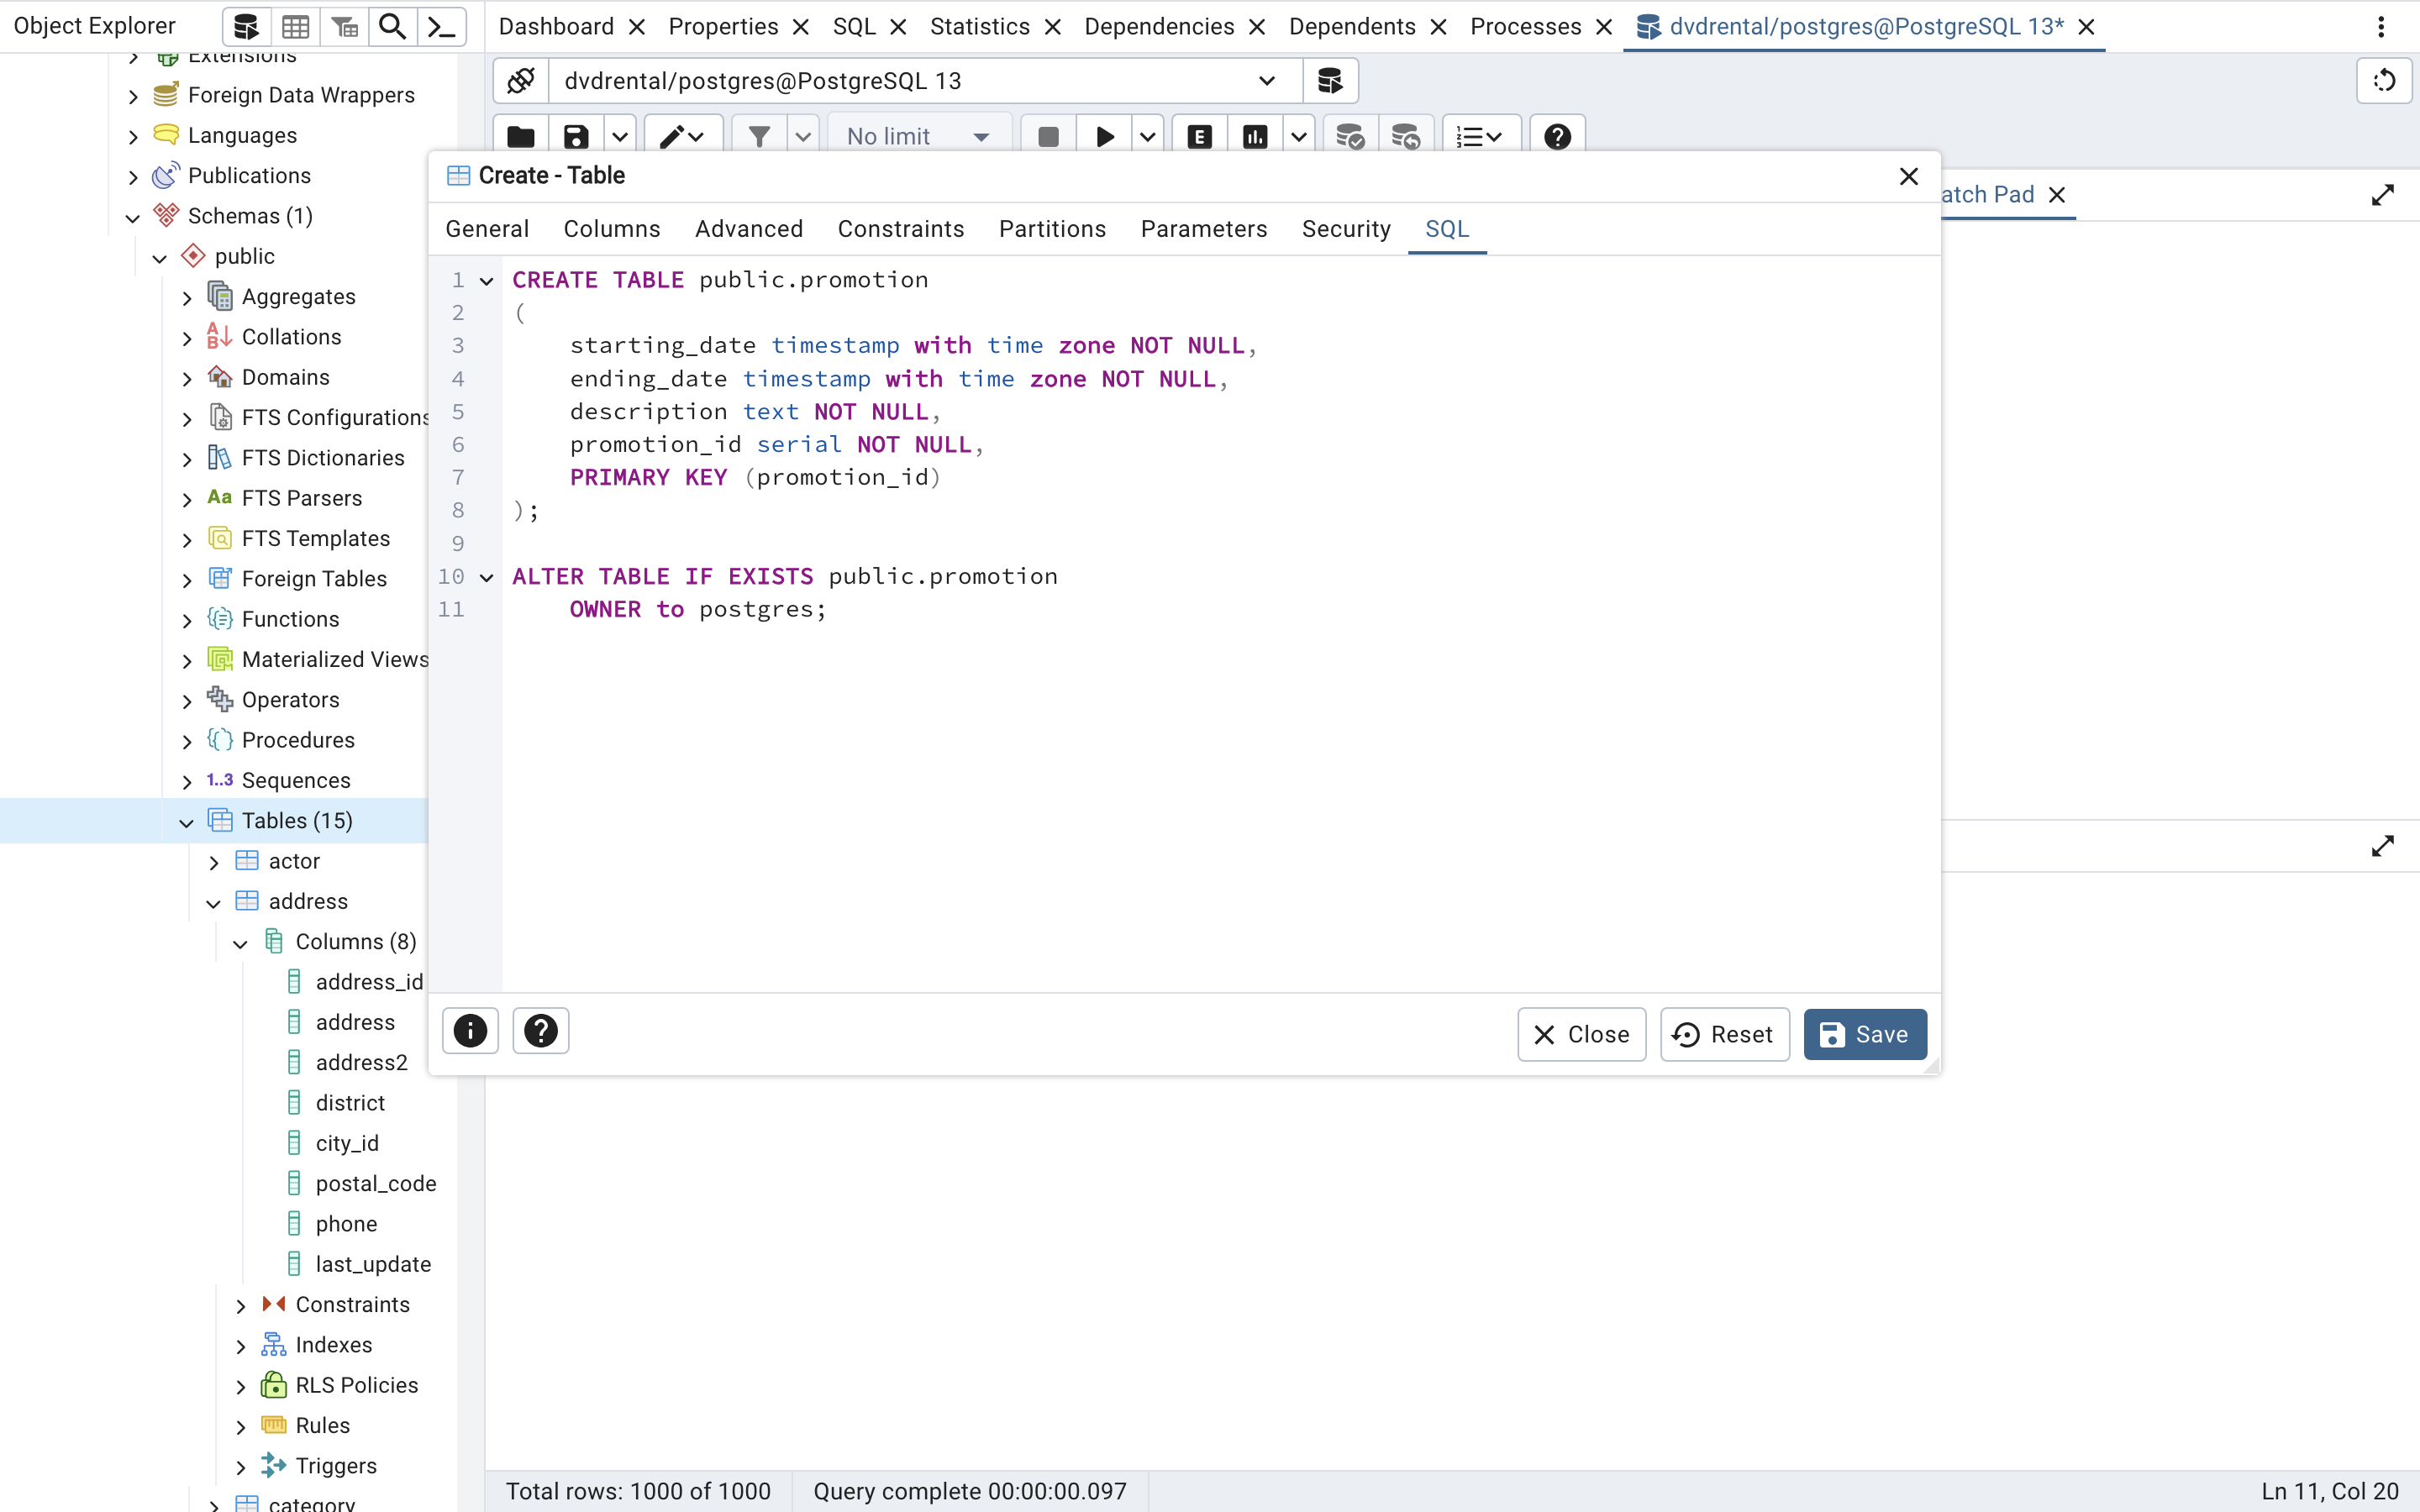 Object Explorer
Dashboard
Properties
SQL
Statistics
Dependencies
Dependents
Processes
dvdrental/postgres@PostgreSQL 13*
dvdrental/postgres@PostgreSQL 13
No limit
Extensions
Foreign Data Wrappers
Languages
Publications
Schemas (1)
public
Aggregates
Collations
Domains
FTS Configurations
FTS Dictionaries
Aa FTS Parsers
FTS Templates
Foreign Tables
Functions
Materialized Views
Operators
Procedures
1..3 Sequences
Tables (15)
actor
address
Columns (8)
address_id
address
address2
district
city_id
postal_code
phone
last_update
Constraints
Indexes
RLS Policies
Rules
Triggers
category
atch Pad
Create - Table
General Columns Advanced Constraints Partitions Parameters Security SQL
1 CREATE TABLE public.promotion
2 (
3 starting_date timestamp with time zone NOT NULL,
4 ending_date timestamp with time zone NOT NULL,
5 description text NOT NULL,
6 promotion_id serial NOT NULL,
7 PRIMARY KEY (promotion_id)
8 );
9
10 ALTER TABLE IF EXISTS public.promotion
11 OWNER to postgres;
Close
Reset
Save
Total rows: 1000 of 1000
Query complete 00:00:00.097
Ln 11, Col 20